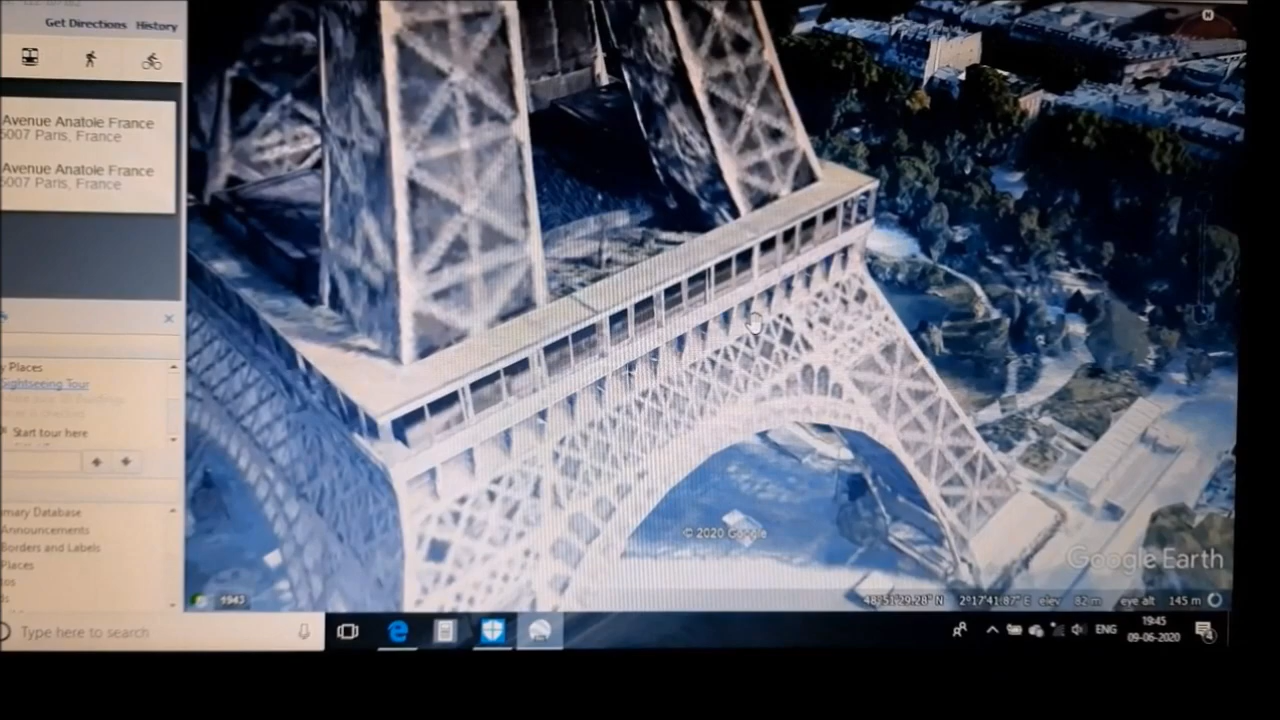 Get Directions History
Avenue Anatole France
5007 Paris, France
Avenue Anatole France
5007 Paris, France
y Places
Sightseeing Tour
Start tour here
mary Database
Announcements
Borders and Labels
Places
© 2020 Google
Google Earth
1943
48°51'29.28" N 2°17'41.87" E elev 82 m eye alt 145 m
Type here to search
ENG
19:45
09-06-2020
4